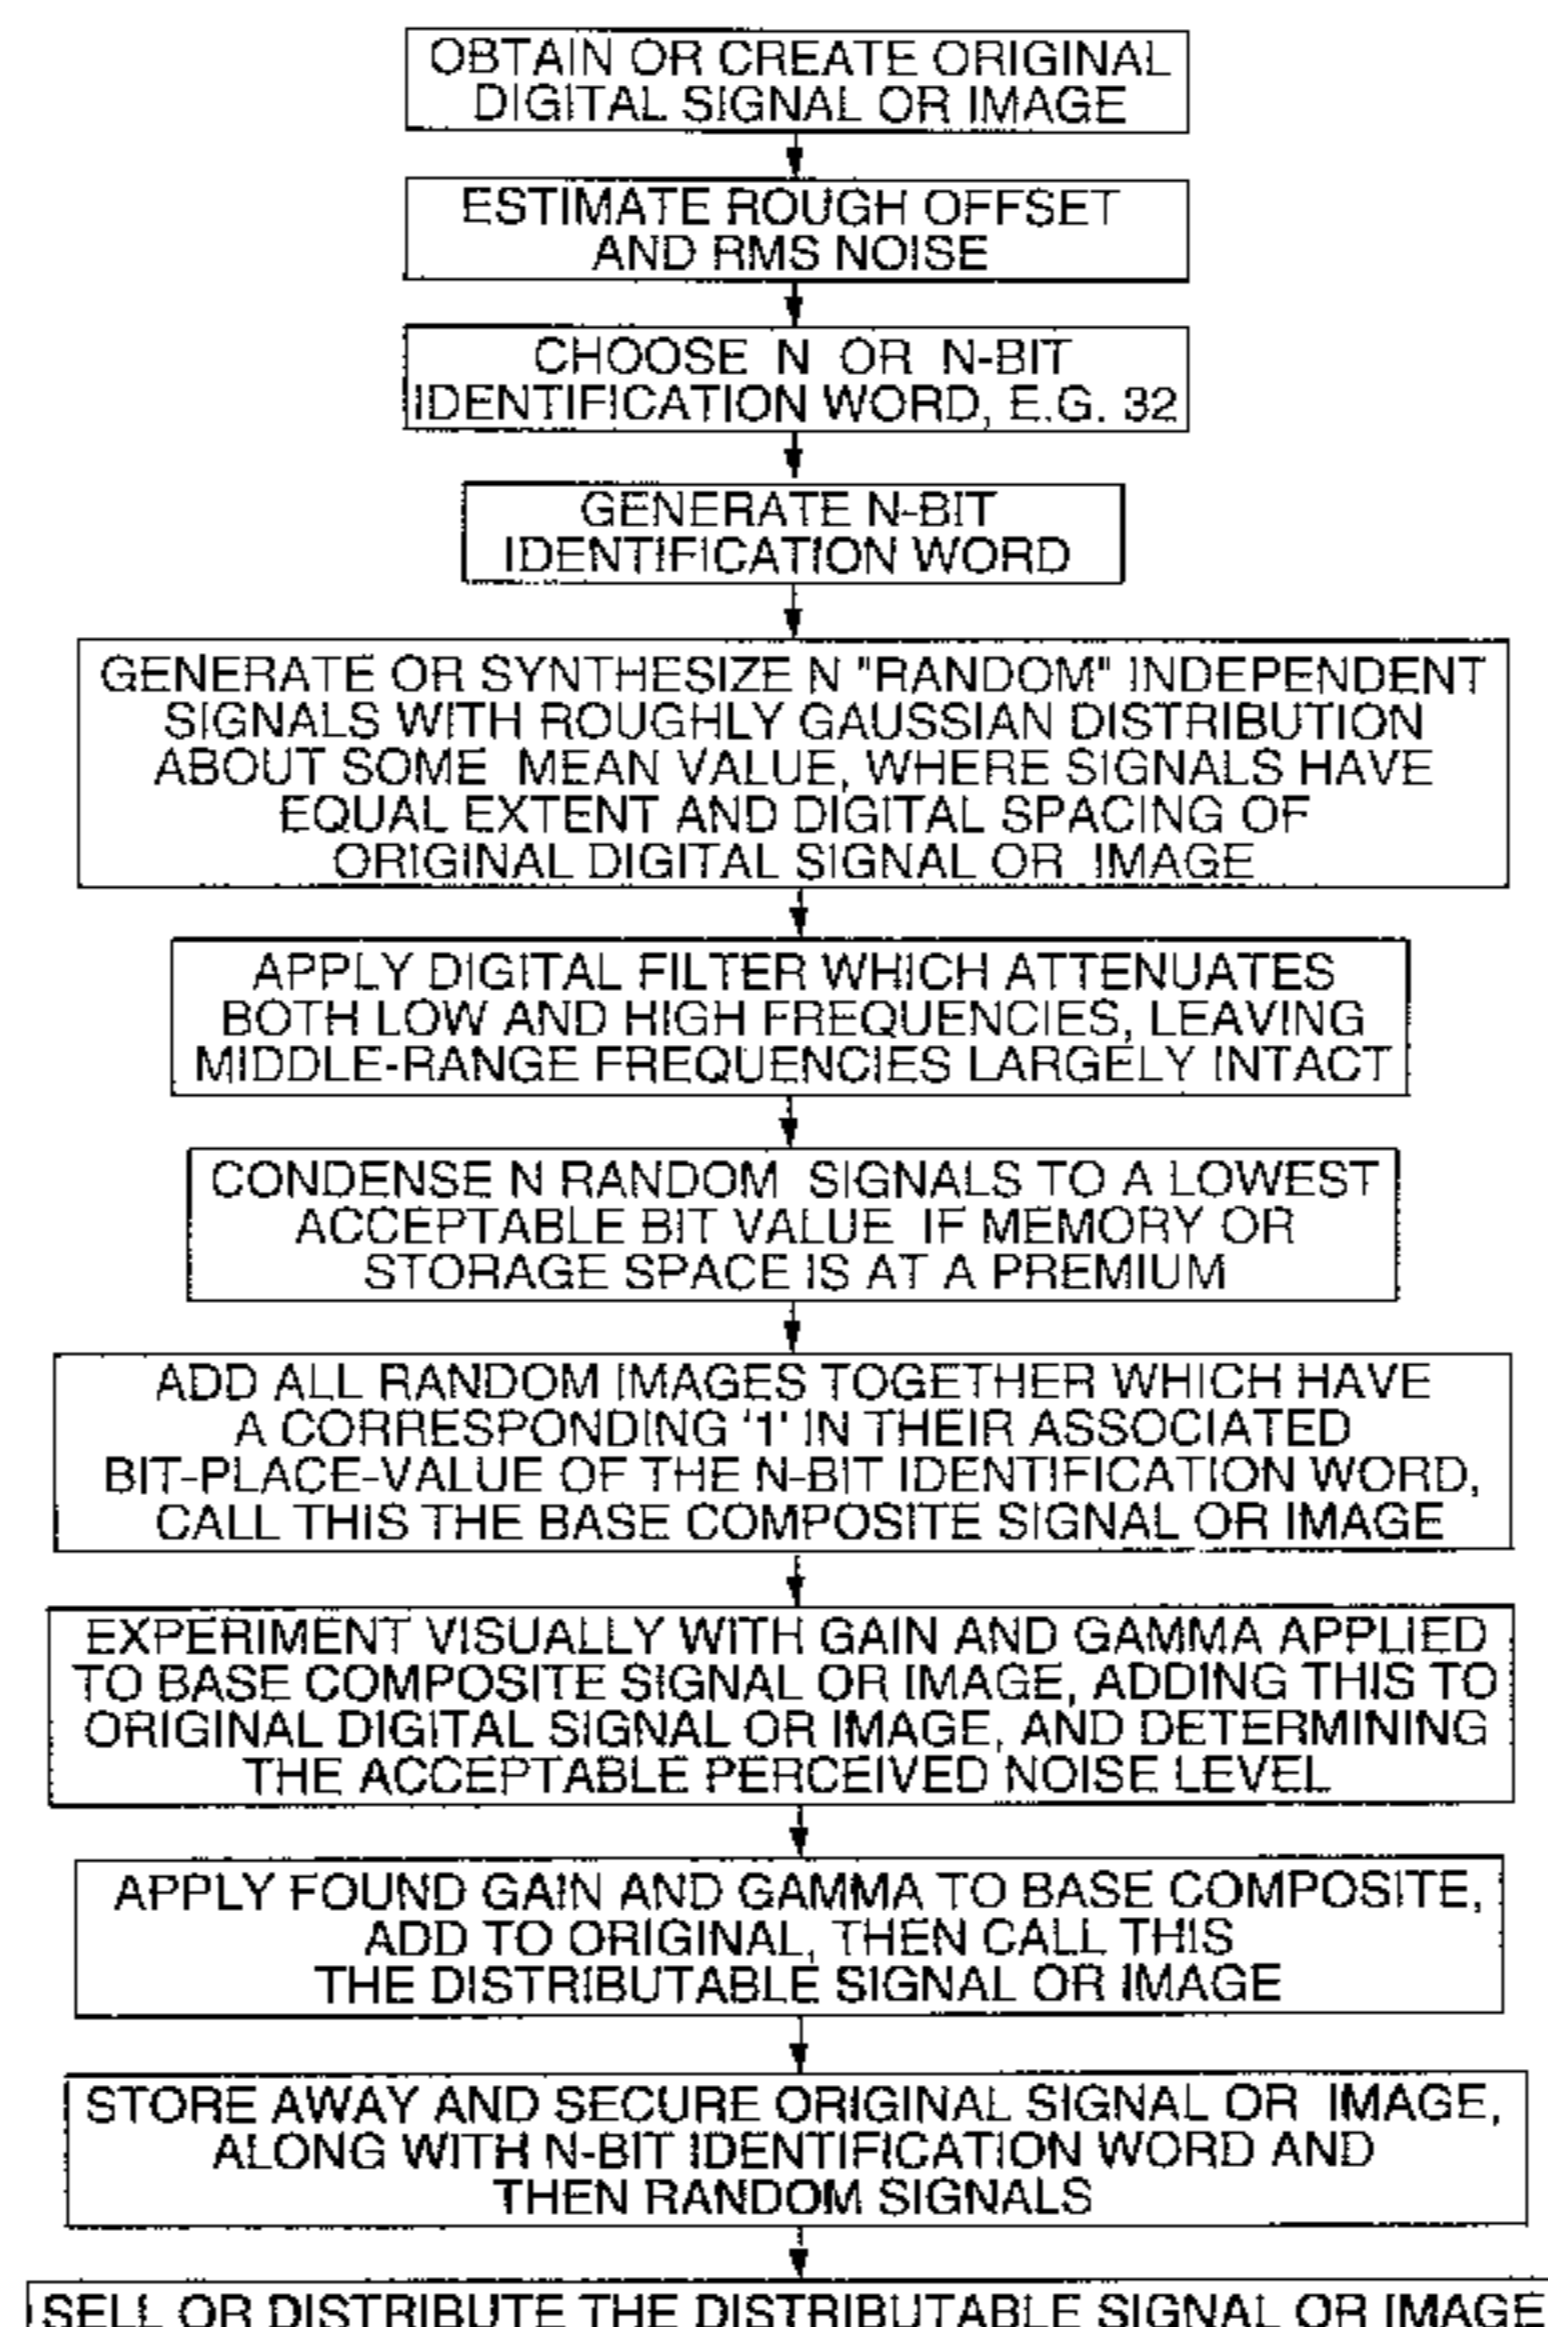 OBTAIN OR CREATE ORIGINAL
DIGITAL SIGNAL OR IMAGE
ESTIMATE ROUGH OFFSET
AND RMS NOISE
CHOOSE N OR N-BIT
IDENTIFICATION WORD, E.G. 32
GENERATE N-BIT
IDENTIFICATION WORD
GENERATE OR SYNTHESIZE N "RANDOM" INDEPENDENT
SIGNALS WITH ROUGHLY GAUSSIAN DISTRIBUTION
ABOUT SOME MEAN VALUE, WHERE SIGNALS HAVE
EQUAL EXTENT AND DIGITAL SPACING OF
ORIGINAL DIGITAL SIGNAL OR IMAGE
APPLY DIGITAL FILTER WHICH ATTENUATES
BOTH LOW AND HIGH FREQUENCIES, LEAVING
MIDDLE-RANGE FREQUENCIES LARGELY INTACT
CONDENSE N RANDOM SIGNALS TO A LOWEST
ACCEPTABLE BIT VALUE IF MEMORY OR
STORAGE SPACE IS AT A PREMIUM
ADD ALL RANDOM IMAGES TOGETHER WHICH HAVE
A CORRESPONDING '1' IN THEIR ASSOCIATED
BIT-PLACE-VALUE OF THE N-BIT IDENTIFICATION WORD,
CALL THIS THE BASE COMPOSITE SIGNAL OR IMAGE
EXPERIMENT VISUALLY WITH GAIN AND GAMMA APPLIED
TO BASE COMPOSITE SIGNAL OR IMAGE, ADDING THIS TO
ORIGINAL DIGITAL SIGNAL OR IMAGE, AND DETERMINING
THE ACCEPTABLE PERCEIVED NOISE LEVEL
APPLY FOUND GAIN AND GAMMA TO BASE COMPOSITE,
ADD TO ORIGINAL, THEN CALL THIS
THE DISTRIBUTABLE SIGNAL OR IMAGE
STORE AWAY AND SECURE ORIGINAL SIGNAL OR IMAGE,
ALONG WITH N-BIT IDENTIFICATION WORD AND
THEN RANDOM SIGNALS
SELL OR DISTRIBUTE THE DISTRIBUTABLE SIGNAL OR IMAGE